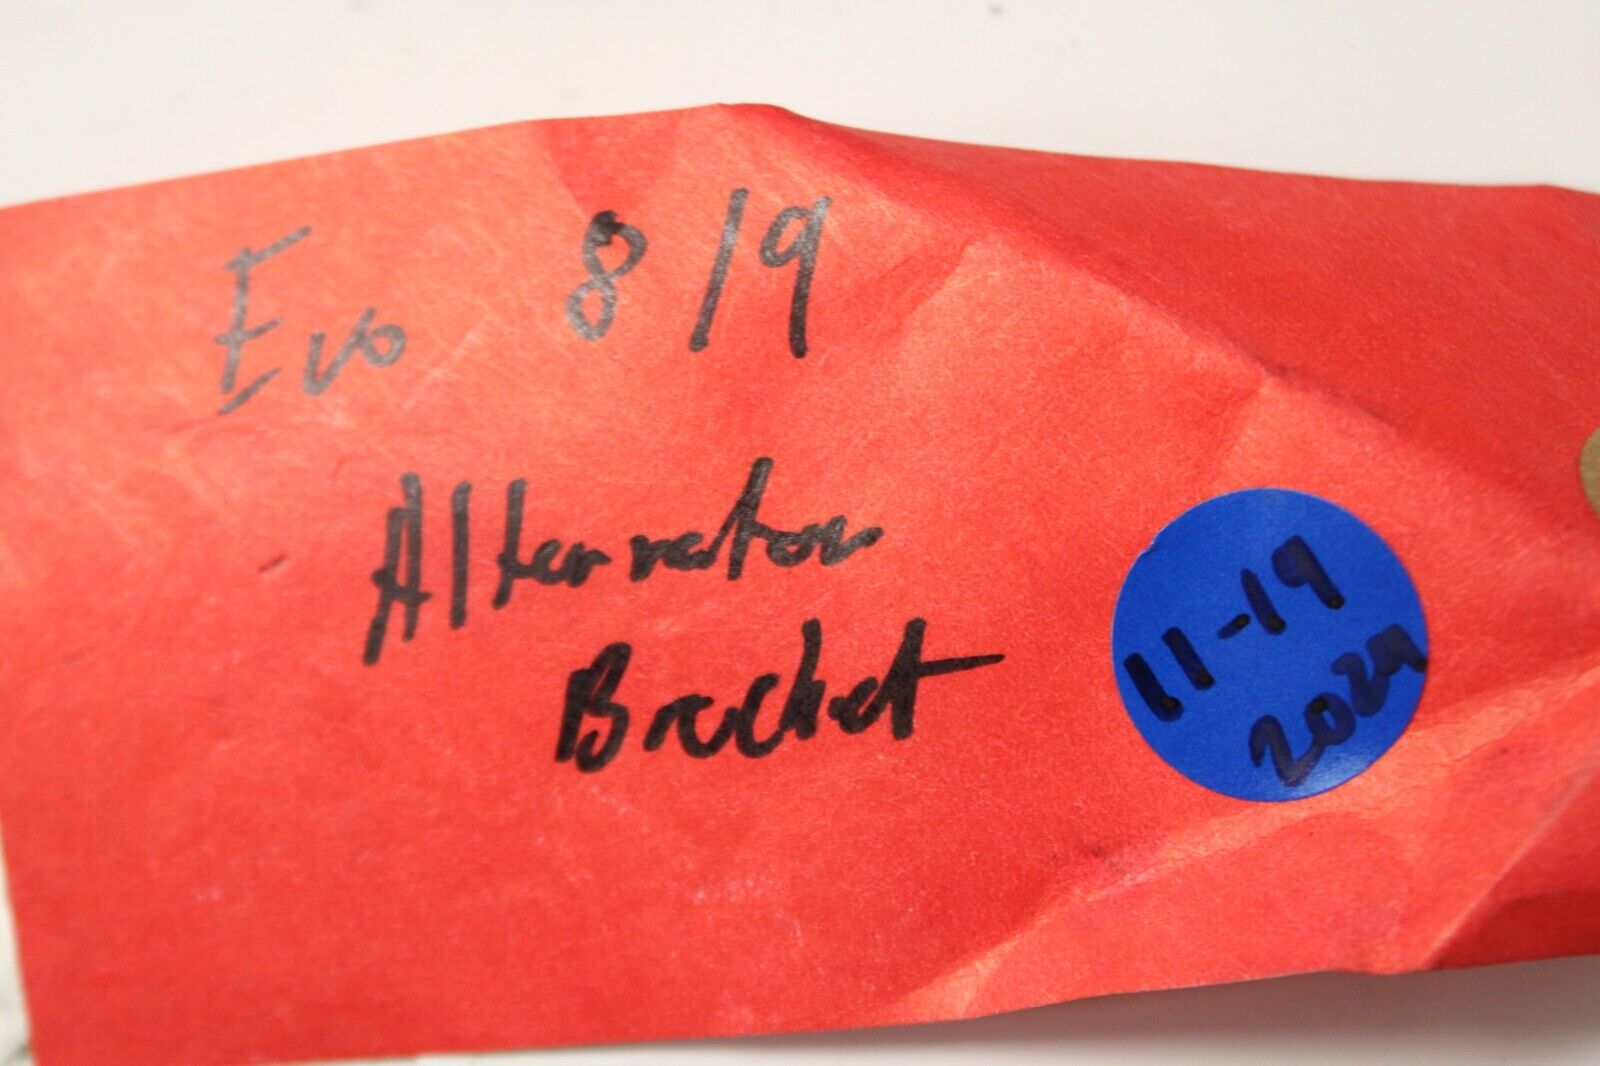 Evo 8/9
Alternator
Bracket
11-19
2024